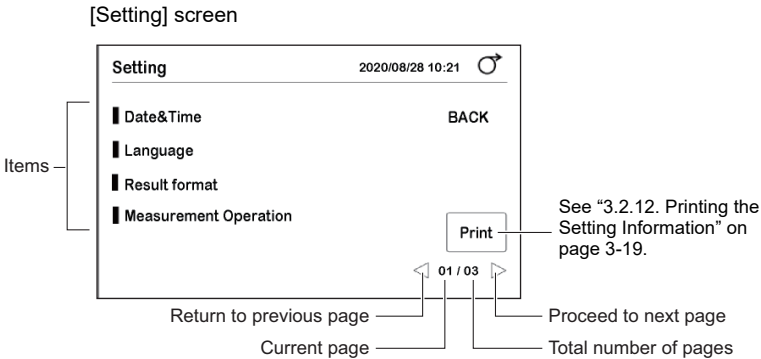 [Setting] screen
Setting
2020/08/28 10:21
Date&Time
BACK
Language
Items
Result format
Measurement Operation
Print
See “3.2.12. Printing the
Setting Information” on
page 3-19.
01 / 03
Return to previous page
Proceed to next page
Current page
Total number of pages